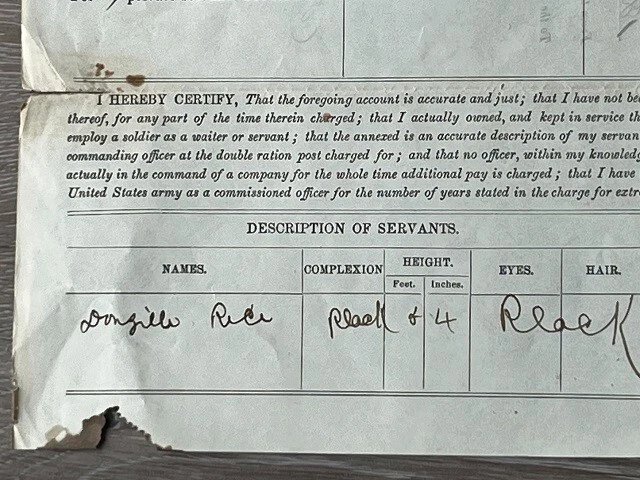 I HEREBY CERTIFY, That the foregoing account is accurate and just; that I have not be
thereof, for any part of the time therein charged; that I actually owned, and kept in service th
employ a soldier as a waiter or servant; that the annexed is an accurate description of my servan
commanding officer at the double ration post charged for; and that no officer, within my knowledg
actually in the command of a company for the whole time additional pay is charged; that I have
United States army as a commissioned officer for the number of years stated in the charge for extr
DESCRIPTION OF SERVANTS.
NAMES. COMPLEXION HEIGHT. EYES. HAIR.
Feet. Inches.
Rice Black 4 Black